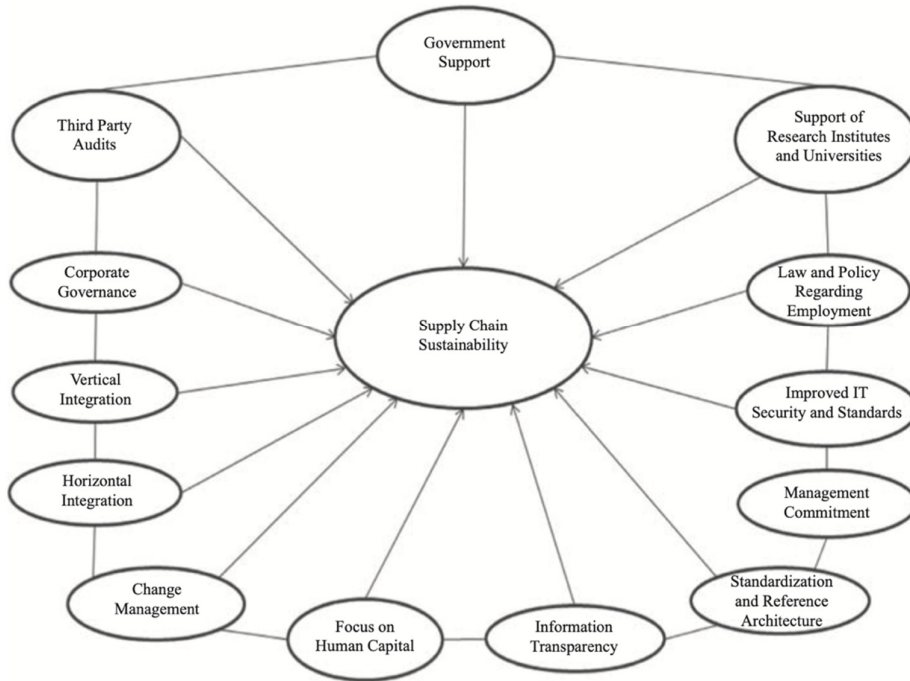 Government
Support
Third Party
Audits
Support of
Research Institutes
and Universities
Corporate
Governance
Law and Policy
Regarding
Employment
Supply Chain
Sustainability
Vertical
Integration
Improved IT
Security and Standards
Horizontal
Integration
Management
Commitment
Change
Management
Standardization
and Reference
Architecture
Focus on
Human Capital
Information
Transparency